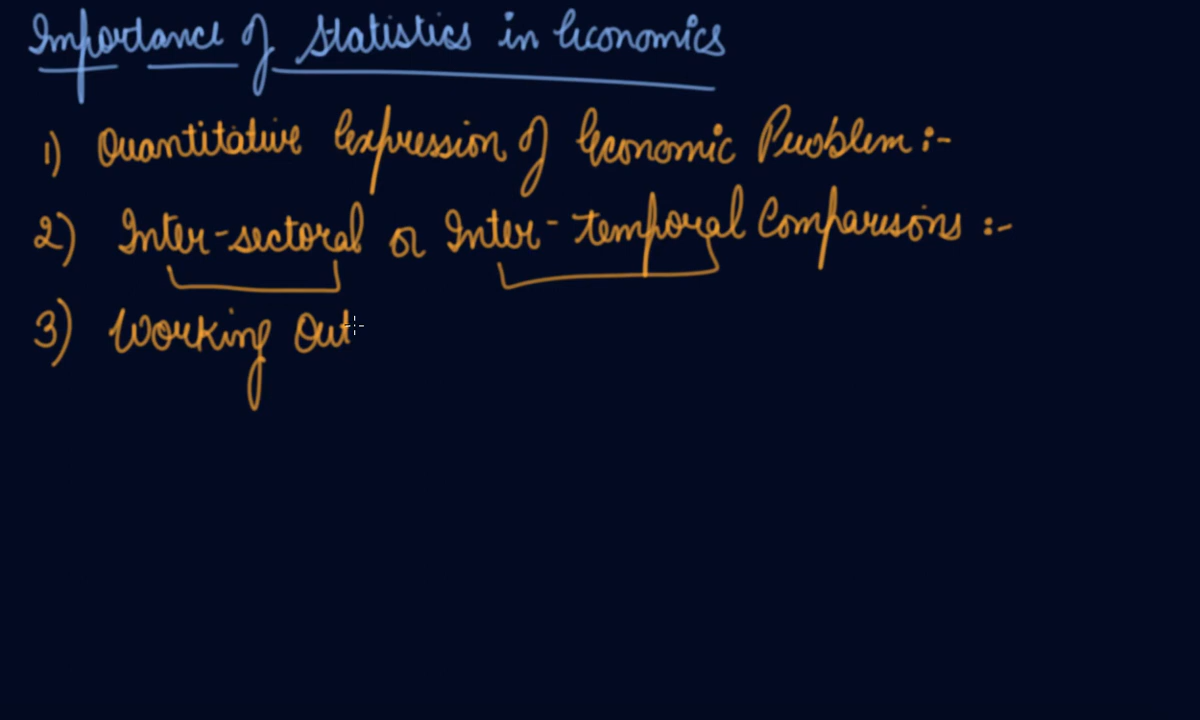 Importance of Statistics in Economics
1) Quantitative Expression of Economic Problem :-
2) Inter-sectoral or Inter-temporal Comparisons :-
3) Working Out